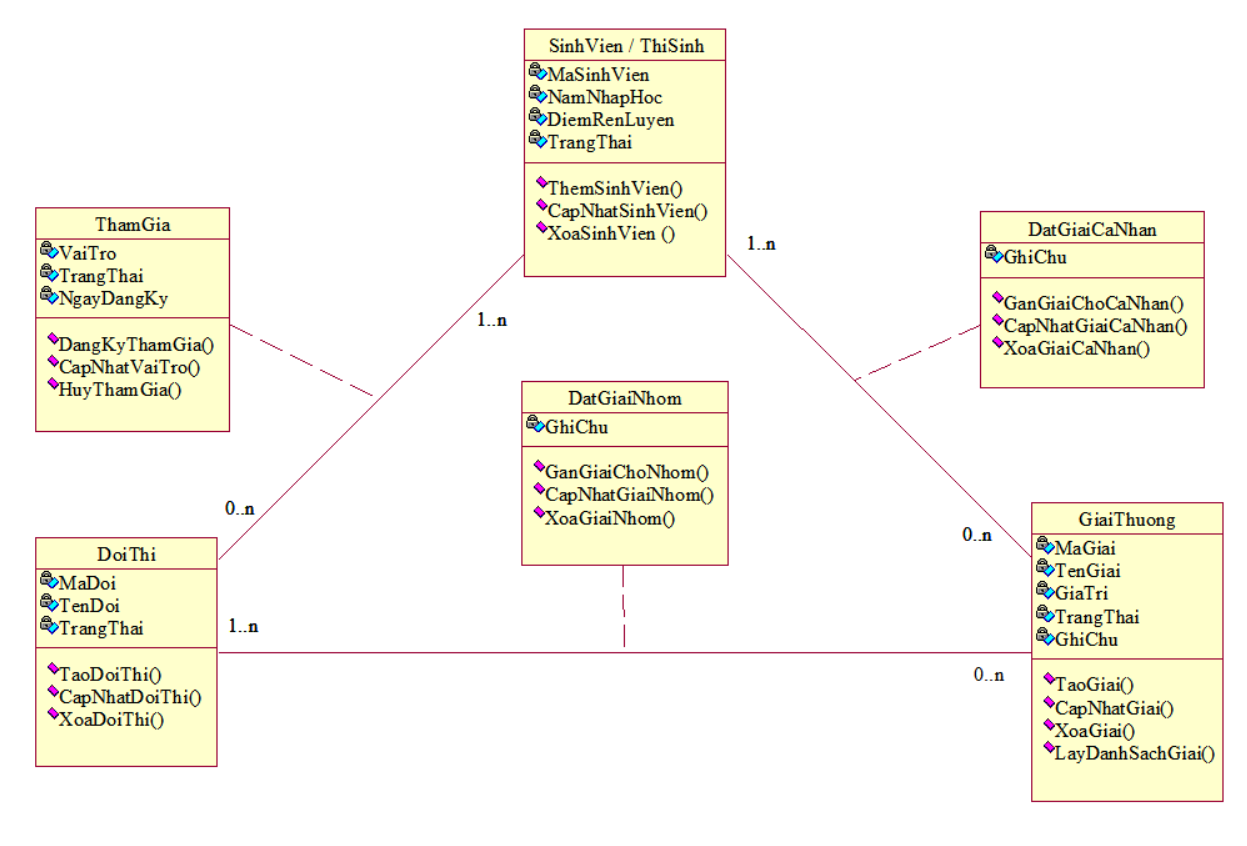 SinhVien / ThiSinh
MaSinhVien
NamNhapHoc
DiemRenLuyen
TrangThai
ThemSinhVien()
CapNhatSinhVien()
XoaSinhVien ()
ThamGia
VaiTro
TrangThai
NgayDangKy
DangKyThamGia()
CapNhatVaiTro()
HuyThamGia()
1..n
DatGiaiCaNhan
GhiChu
GanGiaiChoCaNhan()
CapNhatGiaiCaNhan()
XoaGiaiCaNhan()
1..n
DatGiaiNhom
GhiChu
GanGiaiChoNhom()
CapNhatGiaiNhom()
XoaGiaiNhom()
0..n
0..n
DoiThi
MaDoi
TenDoi
TrangThai
TaoDoiThi()
CapNhatDoiThi()
XoaDoiThi()
1..n
0..n
GiaiThuong
MaGiai
TenGiai
GiaTri
TrangThai
GhiChu
TaoGiai()
CapNhatGiai()
XoaGiai()
LayDanhSachGiai()